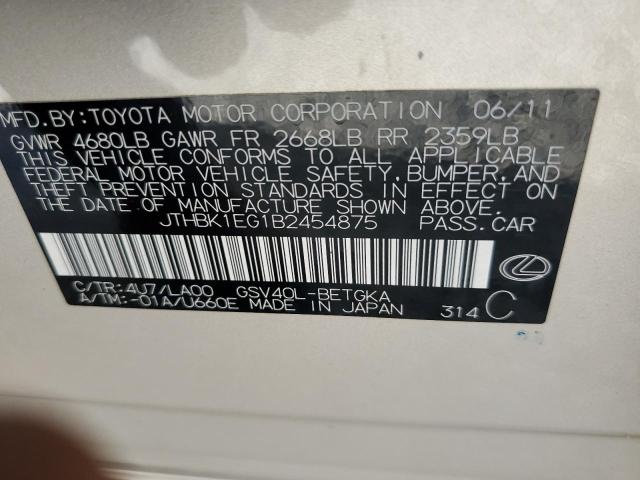 MFD.BY:TOYOTA MOTOR CORPORATION 06/11
GVWR 4680LB GAWR FR 2668LB RR 2359LB
THIS VEHICLE CONFORMS TO ALL APPLICABLE
FEDERAL MOTOR VEHICLE SAFETY,BUMPER,AND
THEFT PREVENTION STANDARDS IN EFFECT ON
THE DATE OF MANUFACTURE SHOWN ABOVE.
JTHBK1EG1B2454875 PASS.CAR
C/TR:4U7/LA00 GSV40L-BETGKA
A/TM:-01A/U660E MADE IN JAPAN 314 C